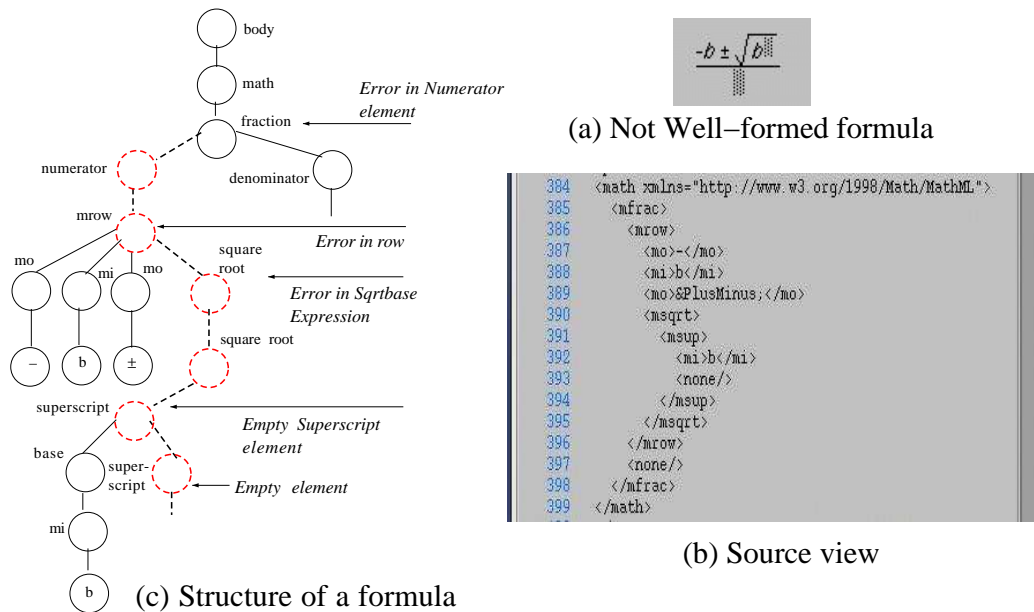 body
math
Error in Numerator
element
fraction
numerator
denominator
mrow
Error in row
mo
mi
mo
square
root
Error in Sqrtbase
Expression
− b ±
square root
superscript
Empty Superscript
element
base
super-
script
Empty element
mi
b
(c) Structure of a formula
-b ± √b
(a) Not Well−formed formula
384 <math xmlns="http://www.w3.org/1998/Math/MathML">
385 <mfrac>
386 <mrow>
387 <mo>-</mo>
388 <mi>b</mi>
389 <mo>&PlusMinus;</mo>
390 <msqrt>
391 <msup>
392 <mi>b</mi>
393 <none/>
394 </msup>
395 </msqrt>
396 </mrow>
397 <none/>
398 </mfrac>
399 </math>
(b) Source view